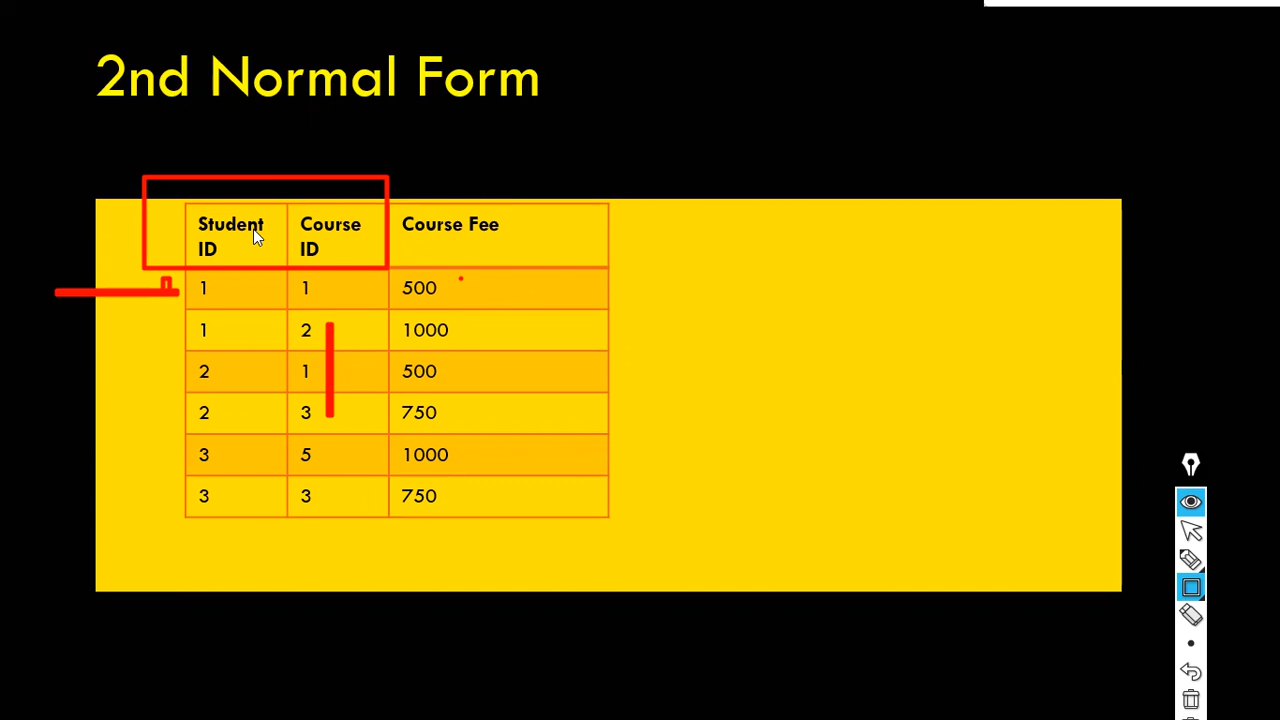 2nd Normal Form
Student ID Course ID Course Fee
1 1 500
1 2 1000
2 1 500
2 3 750
3 5 1000
3 3 750